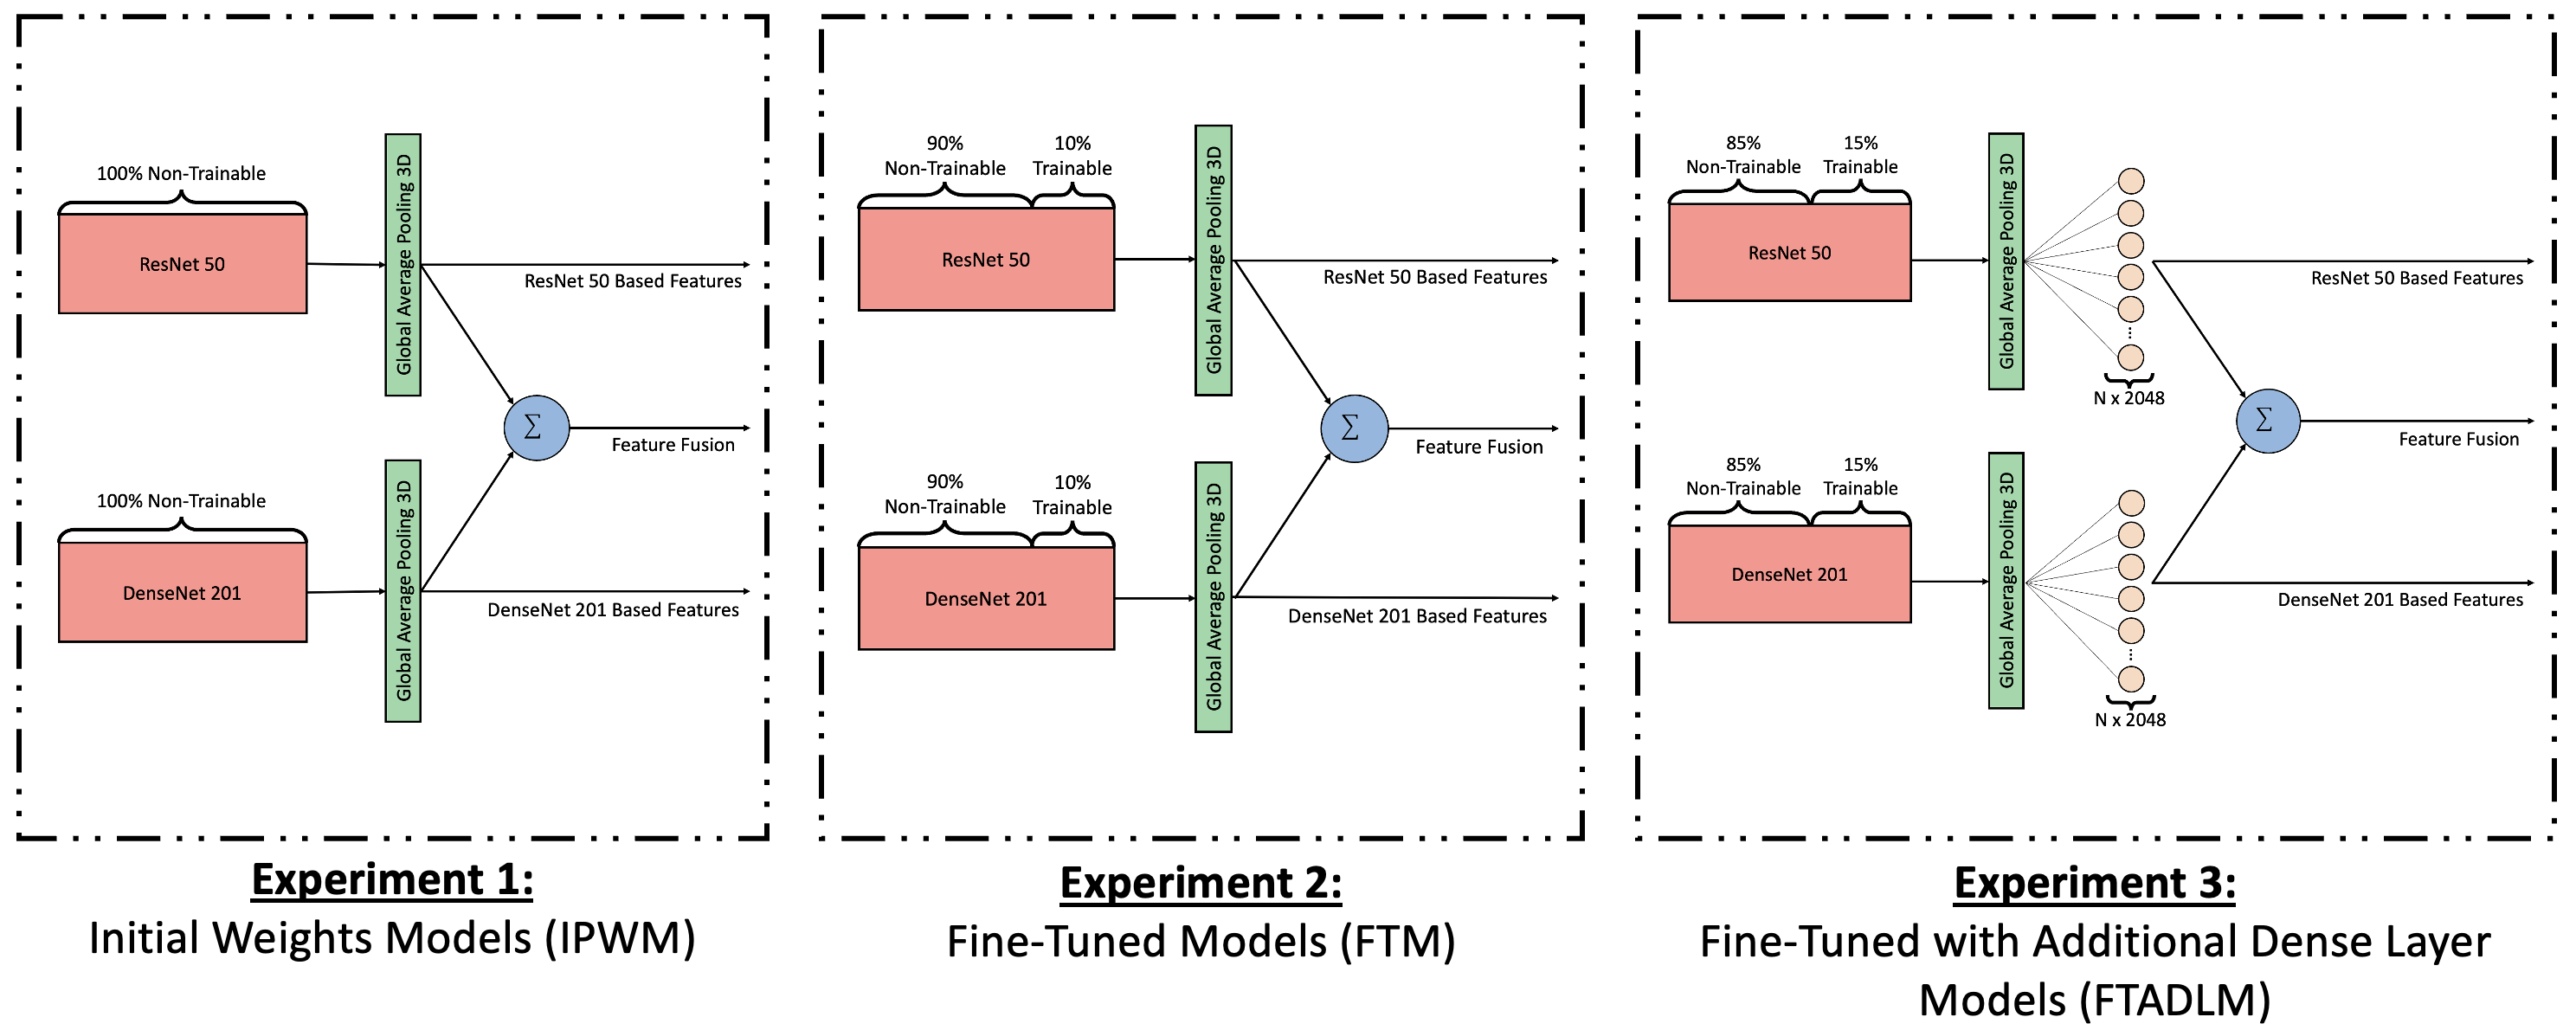 100% Non-Trainable
ResNet 50
Global Average Pooling 3D
ResNet 50 Based Features
∑
Feature Fusion
100% Non-Trainable
DenseNet 201
Global Average Pooling 3D
DenseNet 201 Based Features
Experiment 1:
Initial Weights Models (IPWM)
90%
Non-Trainable
10%
Trainable
ResNet 50
Global Average Pooling 3D
ResNet 50 Based Features
∑
Feature Fusion
90%
Non-Trainable
10%
Trainable
DenseNet 201
Global Average Pooling 3D
DenseNet 201 Based Features
Experiment 2:
Fine-Tuned Models (FTM)
85%
Non-Trainable
15%
Trainable
ResNet 50
Global Average Pooling 3D
N x 2048
ResNet 50 Based Features
∑
Feature Fusion
85%
Non-Trainable
15%
Trainable
DenseNet 201
Global Average Pooling 3D
N x 2048
DenseNet 201 Based Features
Experiment 3:
Fine-Tuned with Additional Dense Layer
Models (FTADLM)